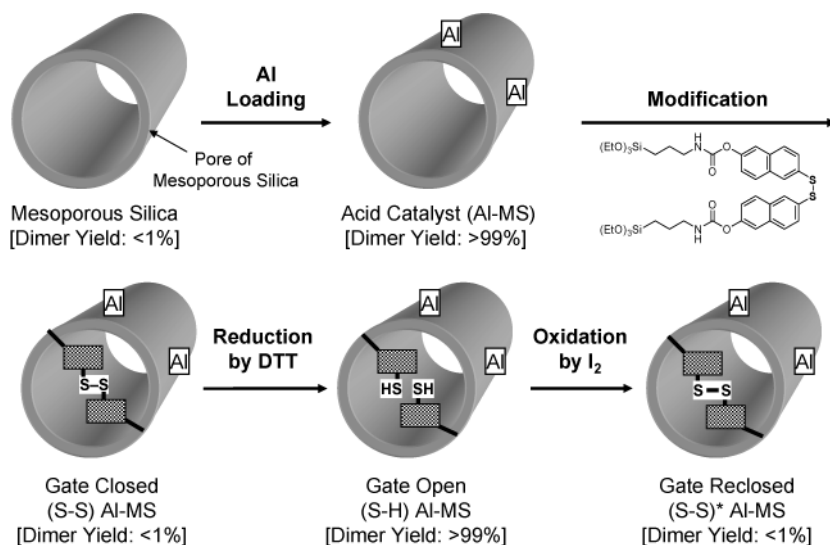 Al
Al
Al
Loading
Modification
Pore of
Mesoporous Silica
(EtO)3Si
N
H
O
O
S
S
(EtO)3Si
N
H
O
O
Mesoporous Silica
[Dimer Yield: <1%]
Acid Catalyst (Al-MS)
[Dimer Yield: >99%]
Al
Al
S–S
Reduction
by DTT
Al
Al
HS SH
Oxidation
by I2
Al
Al
S–S
Gate Closed
(S-S) Al-MS
[Dimer Yield: <1%]
Gate Open
(S-H) Al-MS
[Dimer Yield: >99%]
Gate Reclosed
(S-S)* Al-MS
[Dimer Yield: <1%]